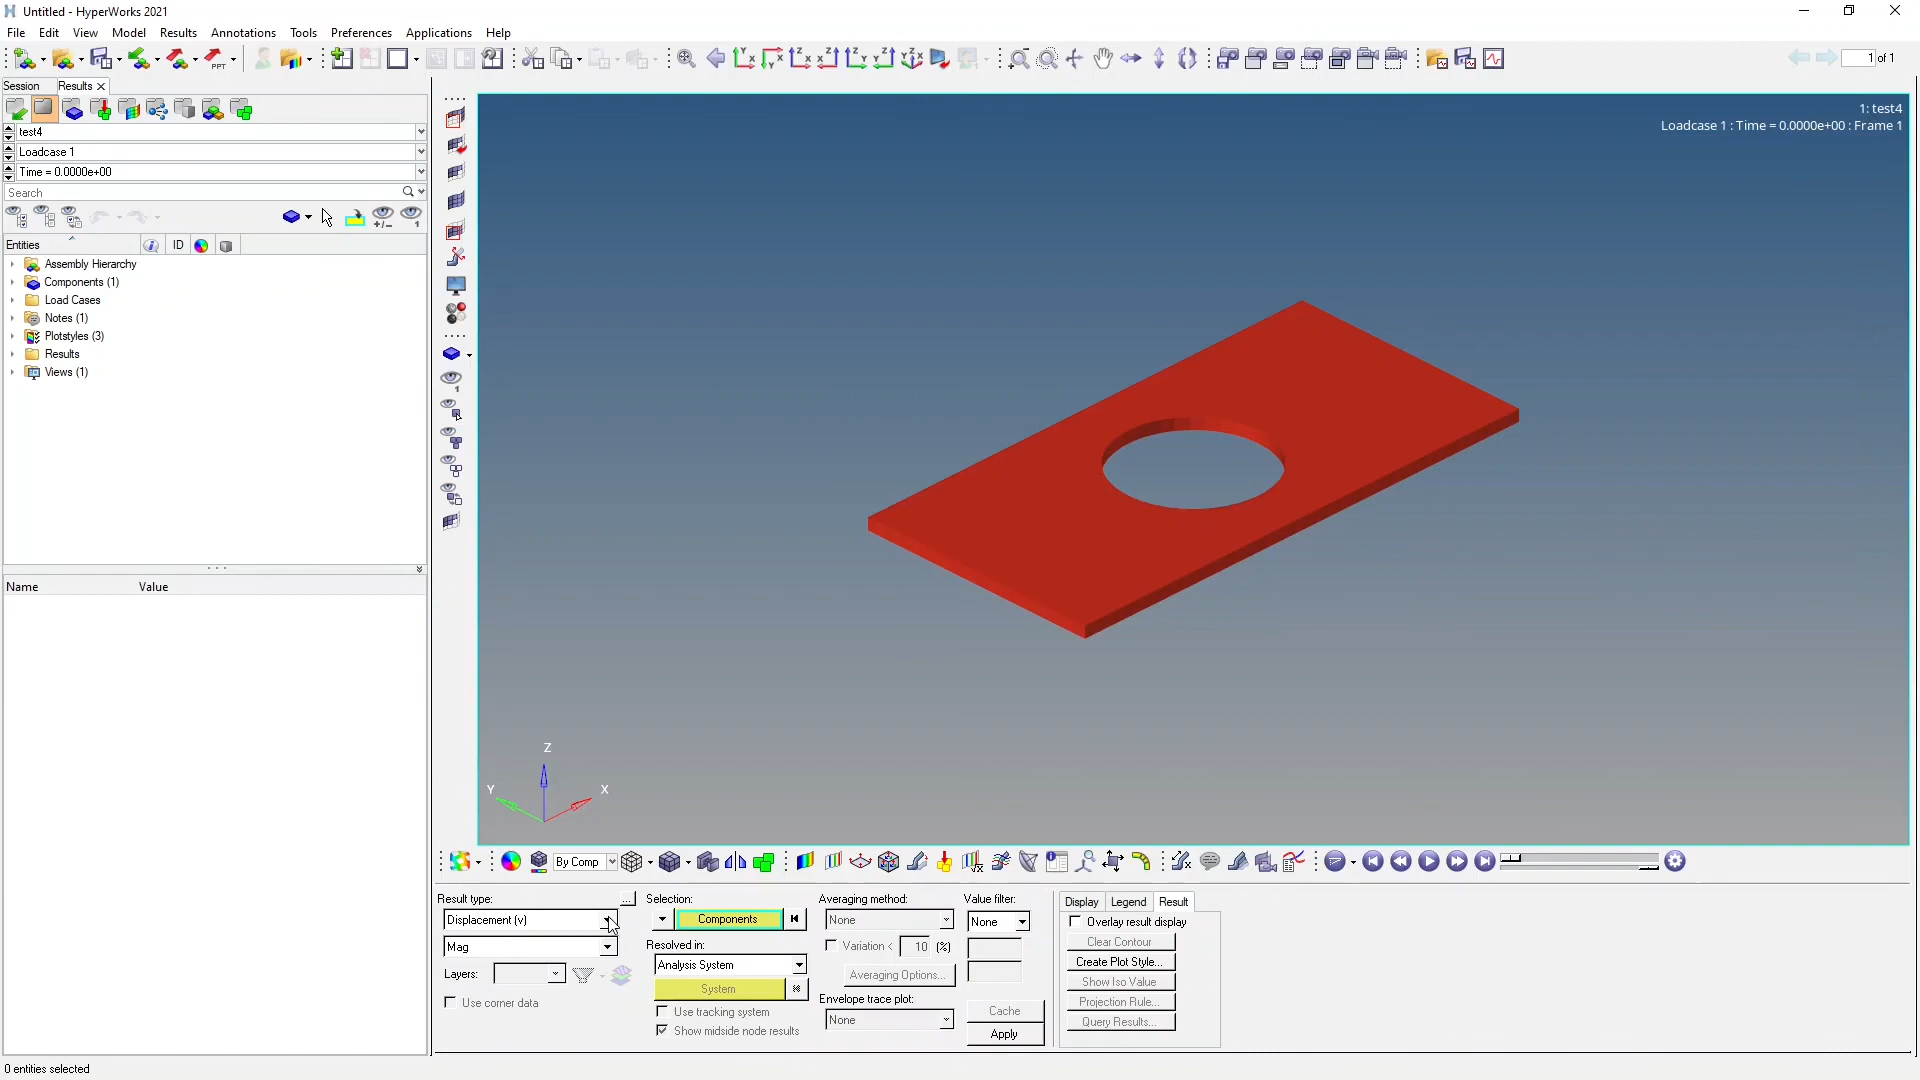 Untitled - HyperWorks 2021
File Edit View Model Results Annotations Tools Preferences Applications Help
PPT
1 of 1
Session Results
test4
Loadcase 1
Time = 0.0000e+00
Search
Entities ID
Assembly Hierarchy
Components (1)
Load Cases
Notes (1)
Plotstyles (3)
Results
Views (1)
Name Value
1: test4
Loadcase 1 : Time = 0.0000e+00 : Frame 1
Z
Y
X
By Comp
Result type: ...
Displacement (v)
Mag
Layers:
Use corner data
Selection:
Components
Resolved in:
Analysis System
System
Use tracking system
Show midside node results
Averaging method:
None
Variation < 10 (%)
Averaging Options...
Envelope trace plot:
None
Value filter:
None
Cache
Apply
Display Legend Result
Overlay result display
Clear Contour
Create Plot Style...
Show Iso Value
Projection Rule...
Query Results...
0 entities selected